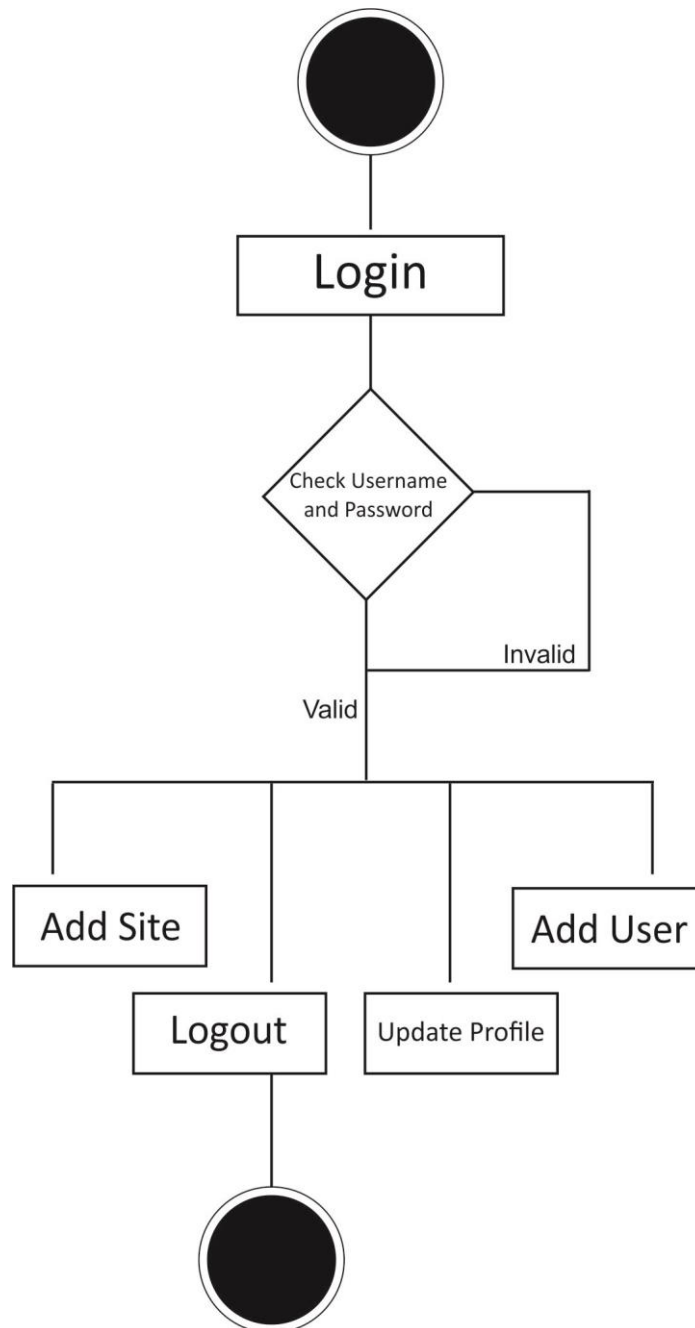 Login
Check Username
and Password
Invalid
Valid
Add Site
Add User
Logout
Update Profile